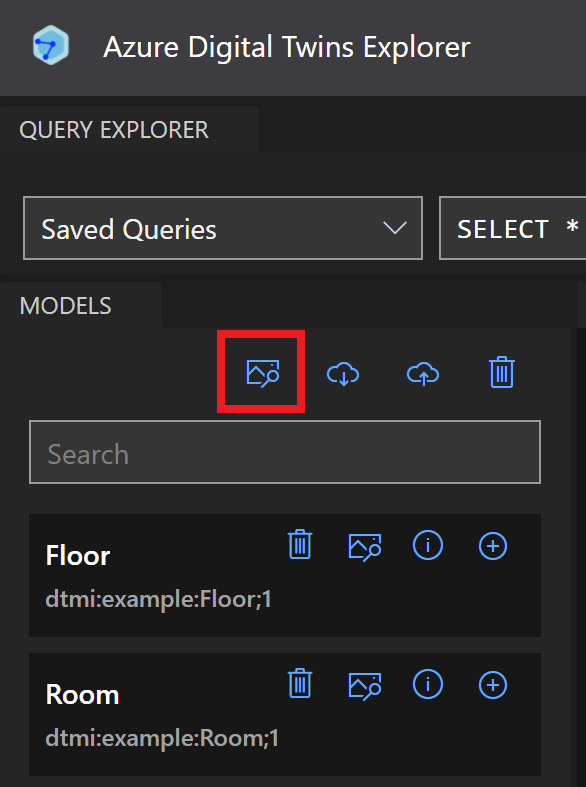 Azure Digital Twins Explorer
QUERY EXPLORER
Saved Queries
SELECT *
MODELS
Search
Floor
dtmi:example:Floor;1
Room
dtmi:example:Room;1